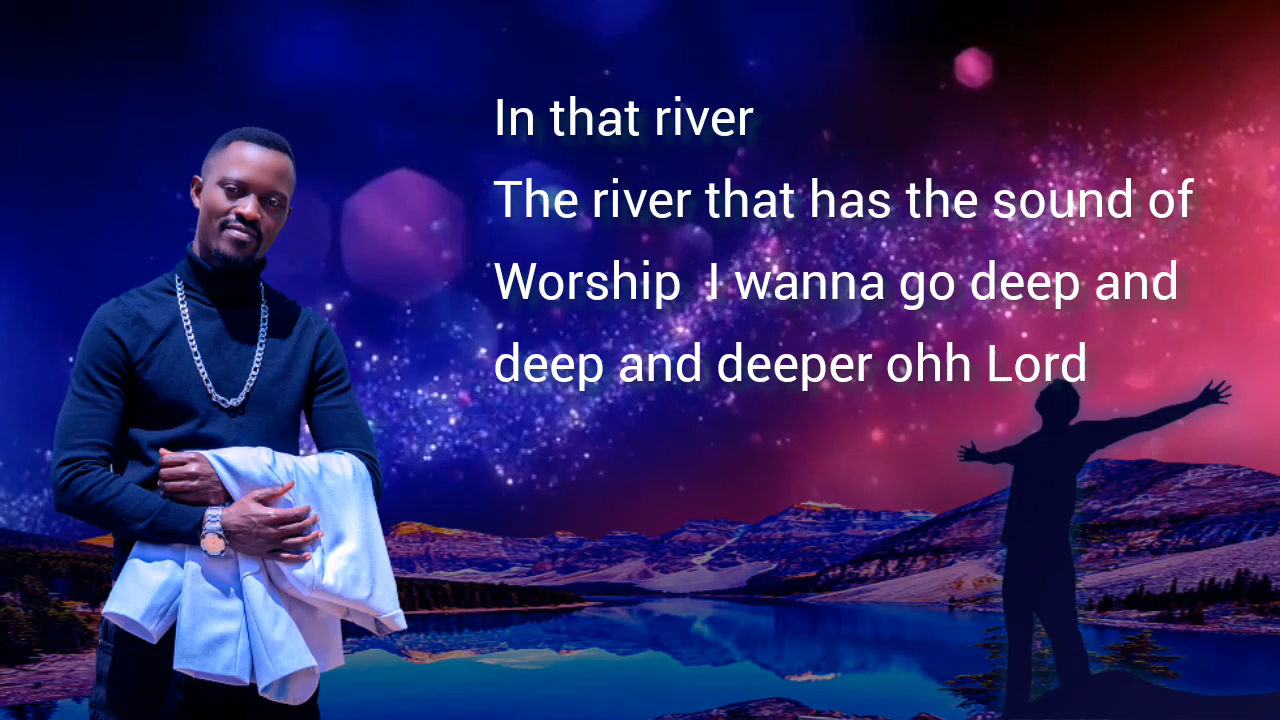 In that river
The river that has the sound of
Worship  I wanna go deep and
deep and deeper ohh Lord